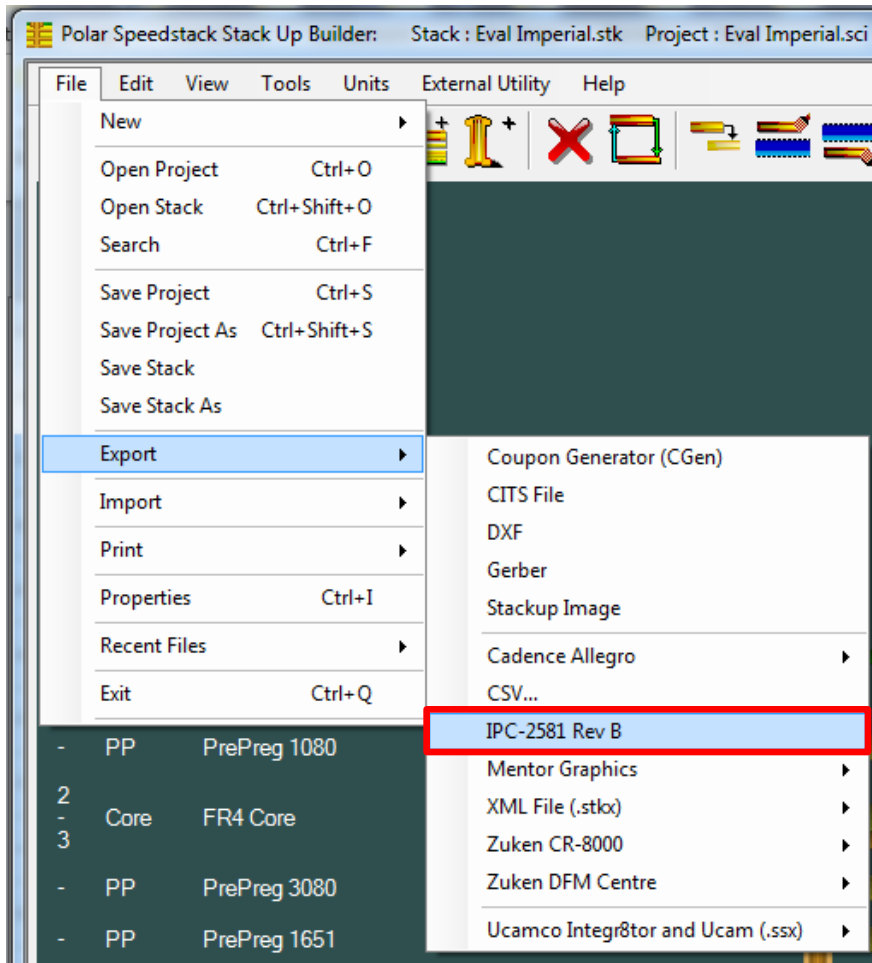 Polar Speedstack Stack Up Builder: Stack : Eval Imperial.stk Project : Eval Imperial.sci
File Edit View Tools Units External Utility Help
New
Open Project Ctrl+O
Open Stack Ctrl+Shift+O
Search Ctrl+F
Save Project Ctrl+S
Save Project As Ctrl+Shift+S
Save Stack
Save Stack As
Export
Import
Print
Properties Ctrl+I
Recent Files
Exit Ctrl+Q
Coupon Generator (CGen)
CITS File
DXF
Gerber
Stackup Image
Cadence Allegro
CSV...
IPC-2581 Rev B
Mentor Graphics
XML File (.stkx)
Zuken CR-8000
Zuken DFM Centre
Ucamco Integr8tor and Ucam (.ssx)
- PP PrePreg 1080
2
- Core FR4 Core
3
- PP PrePreg 3080
- PP PrePreg 1651